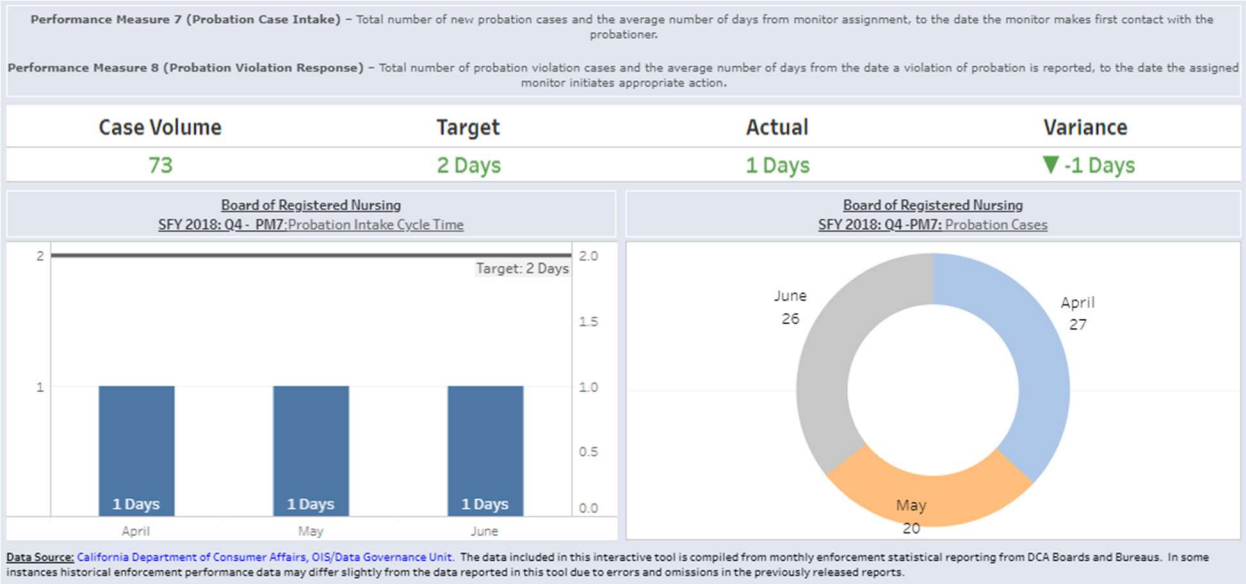 Performance Measure 7 (Probation Case Intake) – Total number of new probation cases and the average number of days from monitor assignment, to the date the monitor makes first contact with the
probationer.
Performance Measure 8 (Probation Violation Response) – Total number of probation violation cases and the average number of days from the date a violation of probation is reported, to the date the assigned
monitor initiates appropriate action.
Case Volume Target Actual Variance
73 2 Days 1 Days ▼ -1 Days
Board of Registered Nursing
SFY 2018: Q4 - PM7:Probation Intake Cycle Time
2 2.0
Target: 2 Days
1.5
1 1.0
0.5
1 Days 1 Days 1 Days 0.0
April May June
Board of Registered Nursing
SFY 2018: Q4 -PM7: Probation Cases
June
26
April
27
May
20
Data Source: California Department of Consumer Affairs, OIS/Data Governance Unit. The data included in this interactive tool is compiled from monthly enforcement statistical reporting from DCA Boards and Bureaus. In some
instances historical enforcement performance data may differ slightly from the data reported in this tool due to errors and omissions in the previously released reports.